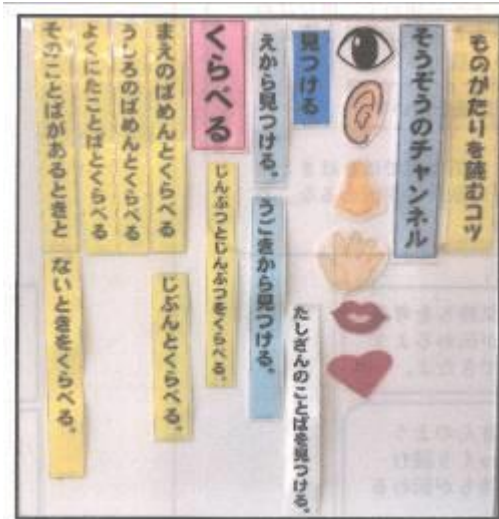 ものがたりを読むコツ
そうぞうのチャンネル
見つける
たしざんのことばを見つける。
えから見つける。
うごきから見つける。
くらべる
じんぶつとじんぶつをくらべる。
まえのばめんとくらべる
じぶんとくらべる。
うしろのばめんとくらべる
よくにたことばとくらべる
そのことばがあるときと
ないときをくらべる。